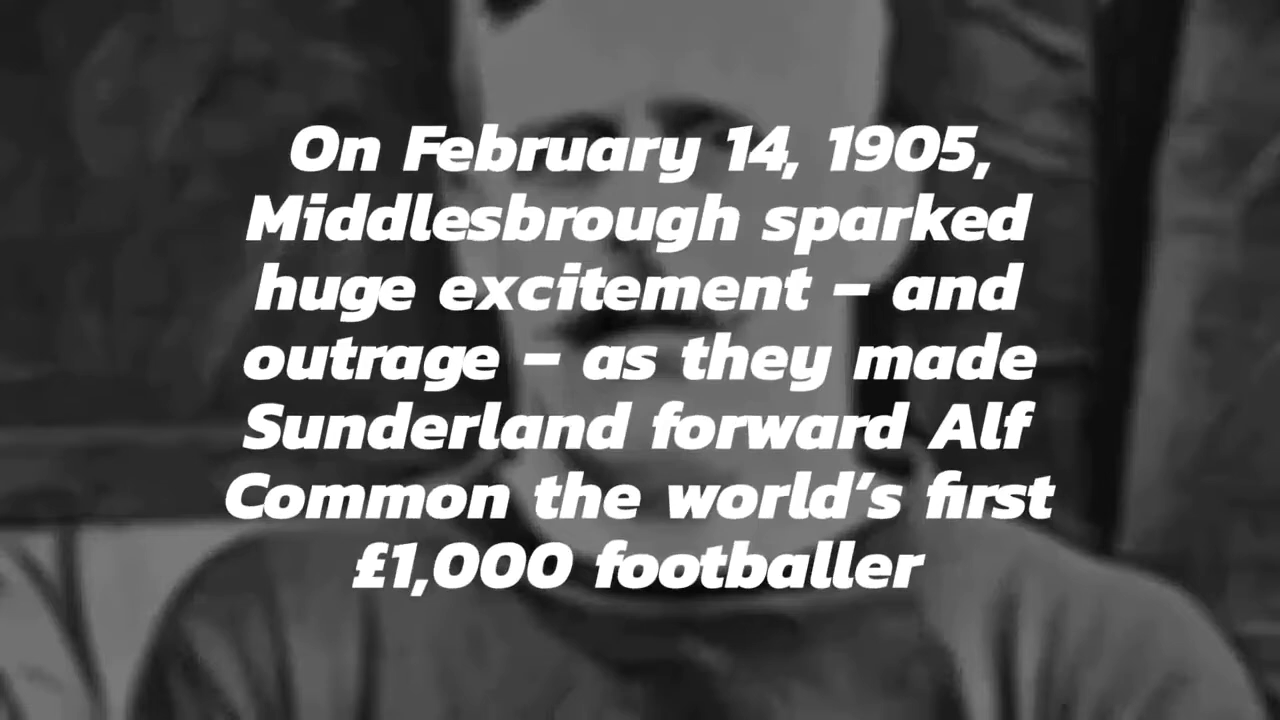 On February 14, 1905,
Middlesbrough sparked
huge excitement – and
outrage – as they made
Sunderland forward Alf
Common the world’s first
£1,000 footballer